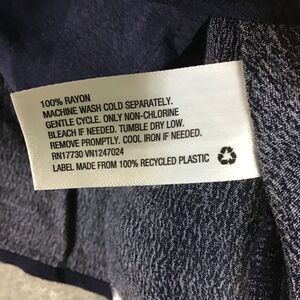 100% RAYON
MACHINE WASH COLD SEPARATELY.
GENTLE CYCLE. ONLY NON-CHLORINE
BLEACH IF NEEDED. TUMBLE DRY LOW.
REMOVE PROMPTLY. COOL IRON IF NEEDED.
RN17730 VN1247024
LABEL MADE FROM 100% RECYCLED PLASTIC